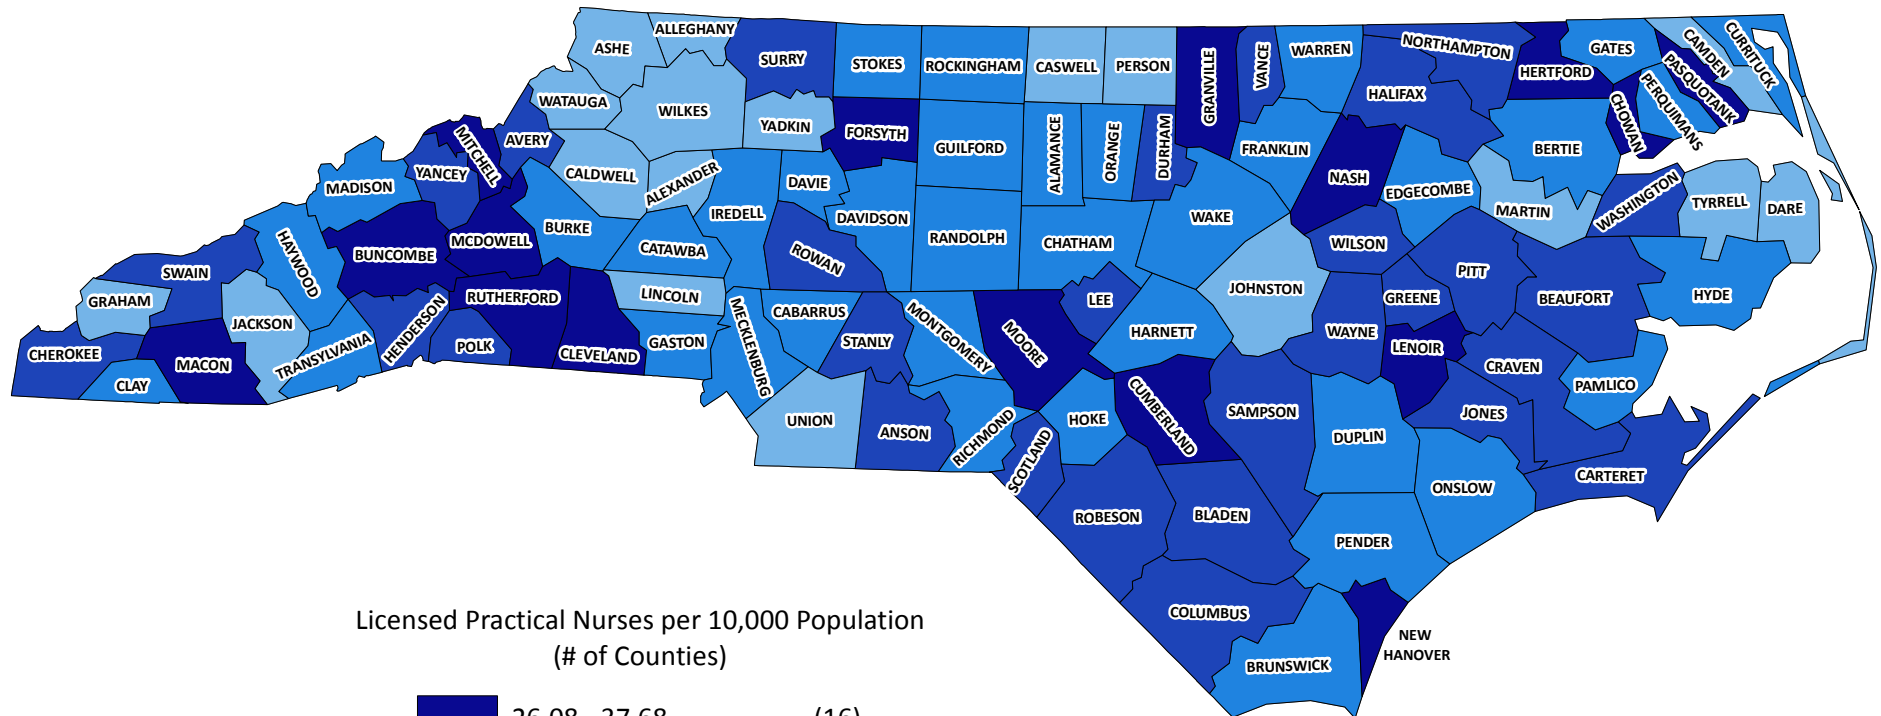 ALLEGHANY
ASHE
SURRY
STOKES
ROCKINGHAM
CASWELL
PERSON
GRANVILLE
VANCE
WARREN
NORTHAMPTON
HERTFORD
GATES
CAMDEN
CURRITUCK
PASQUOTANK
PERQUIMANS
CHOWAN
WATAUGA
WILKES
YADKIN
FORSYTH
GUILFORD
ALAMANCE
ORANGE
DURHAM
FRANKLIN
HALIFAX
NASH
EDGECOMBE
BERTIE
MARTIN
WASHINGTON
TYRRELL
DARE
MITCHELL
AVERY
YANCEY
MADISON
CALDWELL
ALEXANDER
DAVIE
IREDELL
DAVIDSON
RANDOLPH
CHATHAM
WAKE
WILSON
PITT
BEAUFORT
HYDE
HAYWOOD
BUNCOMBE
MCDOWELL
BURKE
CATAWBA
ROWAN
SWAIN
GRAHAM
JACKSON
CHEROKEE
CLAY
MACON
TRANSYLVANIA
HENDERSON
POLK
RUTHERFORD
CLEVELAND
LINCOLN
GASTON
MECKLENBURG
CABARRUS
STANLY
MONTGOMERY
MOORE
LEE
HARNETT
JOHNSTON
WAYNE
GREENE
LENOIR
CRAVEN
PAMLICO
JONES
CARTERET
UNION
ANSON
RICHMOND
SCOTLAND
HOKE
CUMBERLAND
SAMPSON
DUPLIN
ONSLOW
ROBESON
BLADEN
PENDER
COLUMBUS
BRUNSWICK
NEW
HANOVER
Licensed Practical Nurses per 10,000 Population
(# of Counties)
26.08 - 37.68 (16)